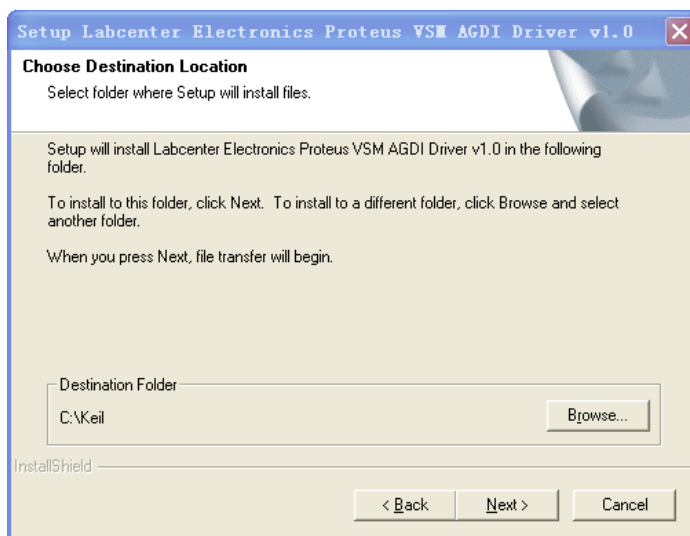 Setup Labcenter Electronics Proteus VSM AGDI Driver v1.0
Choose Destination Location
Select folder where Setup will install files.
Setup will install Labcenter Electronics Proteus VSM AGDI Driver v1.0 in the following
folder.
To install to this folder, click Next.  To install to a different folder, click Browse and select
another folder.
When you press Next, file transfer will begin.
Destination Folder
C:\Keil
Browse...
InstallShield
< Back
Next >
Cancel